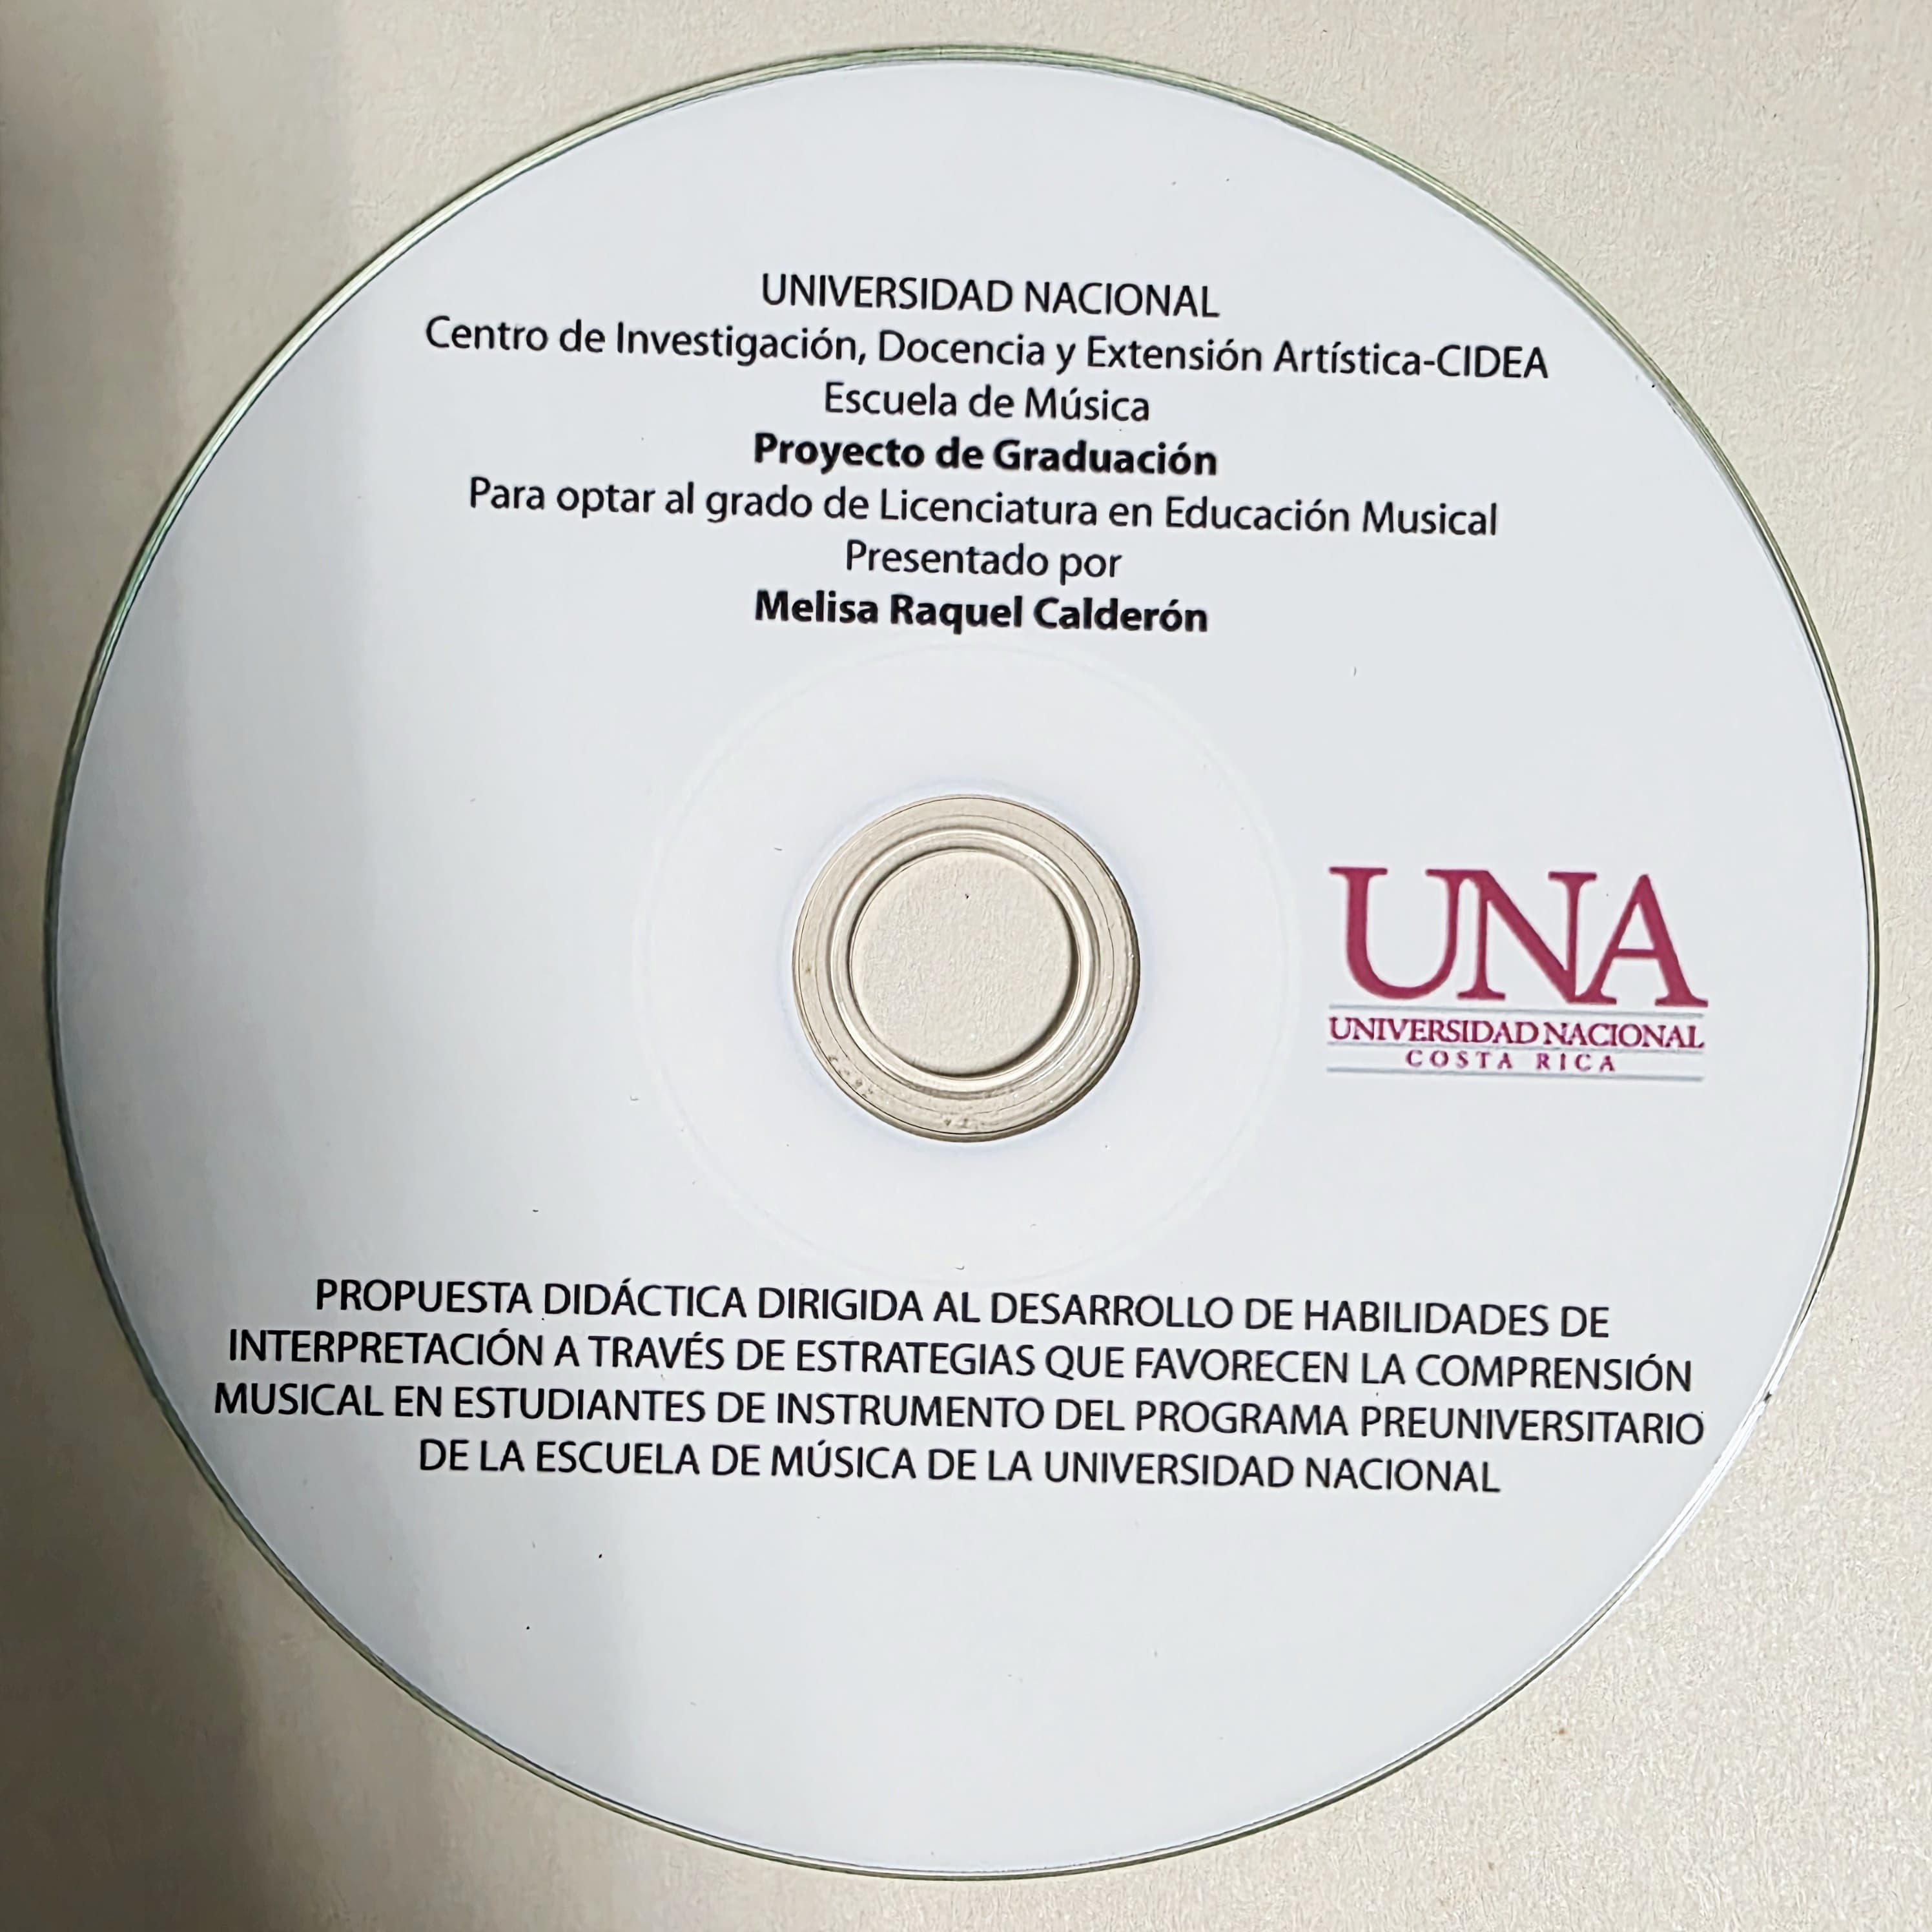 UNIVERSIDAD NACIONAL
Centro de Investigación, Docencia y Extensión Artística-CIDEA
Escuela de Música
Proyecto de Graduación
Para optar al grado de Licenciatura en Educación Musical
Presentado por
Melisa Raquel Calderón
UNA
UNIVERSIDAD NACIONAL
COSTA RICA
PROPUESTA DIDÁCTICA DIRIGIDA AL DESARROLLO DE HABILIDADES DE
INTERPRETACIÓN A TRAVÉS DE ESTRATEGIAS QUE FAVORECEN LA COMPRENSIÓN
MUSICAL EN ESTUDIANTES DE INSTRUMENTO DEL PROGRAMA PREUNIVERSITARIO
DE LA ESCUELA DE MÚSICA DE LA UNIVERSIDAD NACIONAL